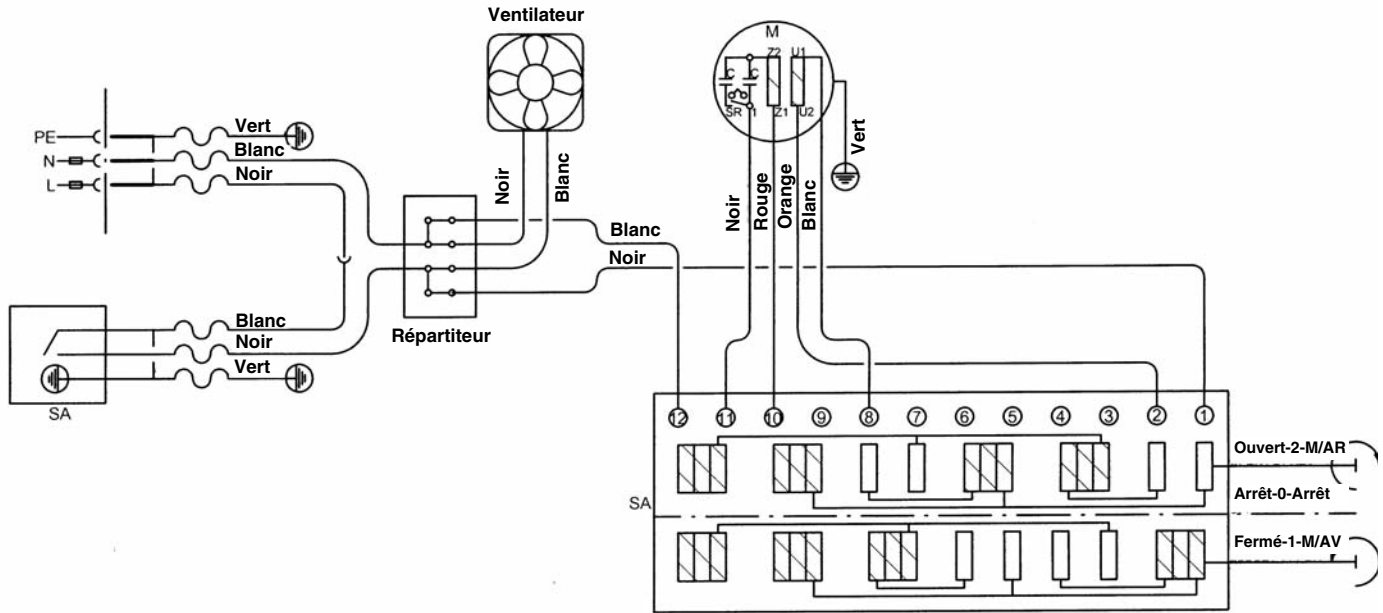 Ventilateur
M
Z2 U1
C C
SR 1 Z1 U2
PE
Vert
N
Blanc
L
Noir
Noir
Blanc
Noir
Rouge
Orange
Blanc
Vert
Blanc
Noir
Répartiteur
Blanc
Noir
Vert
SA
12 11 10 9 8 7 6 5 4 3 2 1
Ouvert-2-M/AR
SA
Arrêt-0-Arrêt
Fermé-1-M/AV